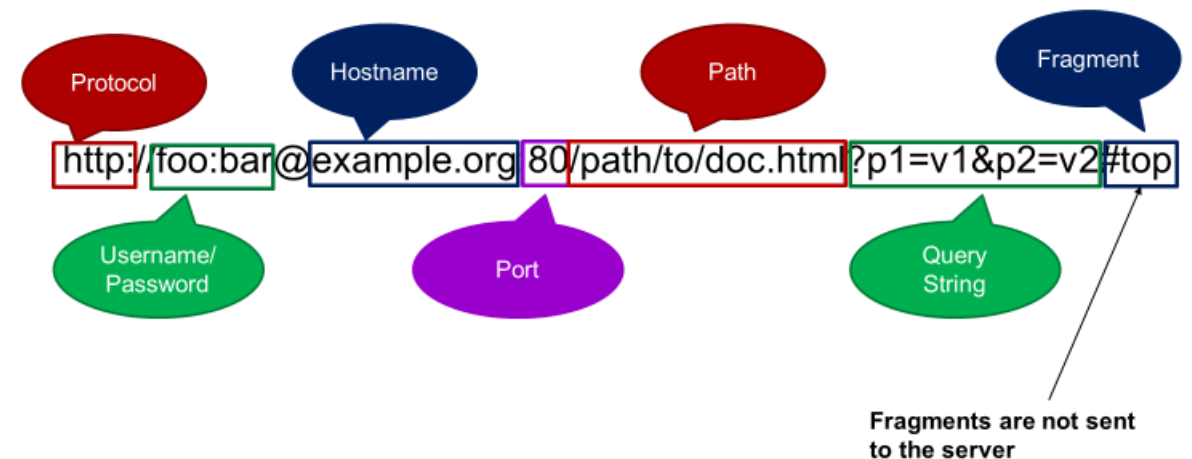 Protocol
Hostname
Path
Fragment
http://foo:bar@example.org:80/path/to/doc.html?p1=v1&p2=v2#top
Username/
Password
Port
Query
String
Fragments are not sent
to the server